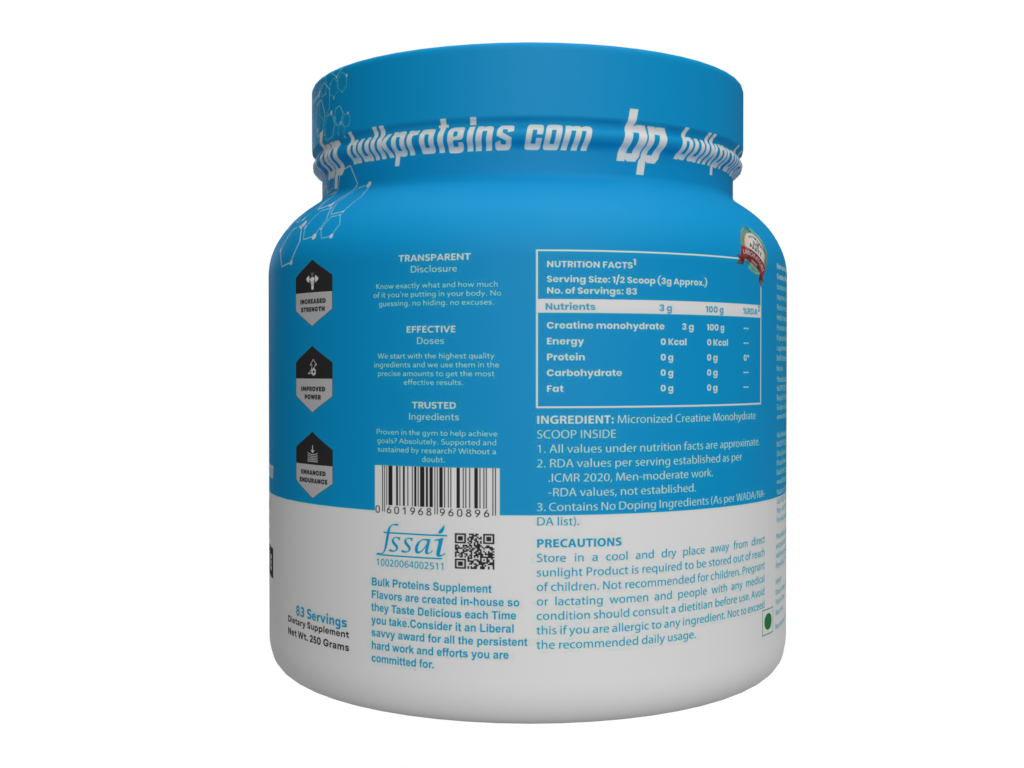 bp bulkproteins com bp bulkprote
INCREASED
STRENGTH
IMPROVED
POWER
ENHANCED
ENDURANCE
83 Servings
Dietary Supplement
Net Wt. 250 Grams
TRANSPARENT
Disclosure
Know exactly what and how much
of it you're putting in your body. No
guessing, no hiding, no excuses.
EFFECTIVE
Doses
We start with the highest quality
ingredients and we use them in the
precise amounts to get the most
effective results.
TRUSTED
Ingredients
Proven in the gym to help achieve
goals? Absolutely. Supported and
sustained by research? Without a
doubt.
0 601968 960896
fssai
10020064002511
Bulk Proteins Supplement
Flavors are created in-house so
they Taste Delicious each Time
you take.Consider it an Liberal
savvy award for all the persistent
hard work and efforts you are
committed for.
NUTRITION FACTS¹
Serving Size: 1/2 Scoop (3g Approx.)
No. of Servings: 83
Nutrients 3 g 100 g %RDA²
Creatine monohydrate 3 g 100 g --
Energy 0 Kcal 0 Kcal --
Protein 0 g 0 g 0*
Carbohydrate 0 g 0 g --
Fat 0 g 0 g --
INGREDIENT: Micronized Creatine Monohydrate
SCOOP INSIDE
1. All values under nutrition facts are approximate.
2. RDA values per serving established as per
.ICMR 2020, Men-moderate work.
-RDA values, not established.
3. Contains No Doping Ingredients (As per WADA/NA-
DA list).
PRECAUTIONS
Store in a cool and dry place away from direct
sunlight Product is required to be stored out of reach
of children. Not recommended for children. Pregnant
or lactating women and people with any medical
condition should consult a dietitian before use. Avoid
this if you are allergic to any ingredient. Not to exceed
the recommended daily usage.